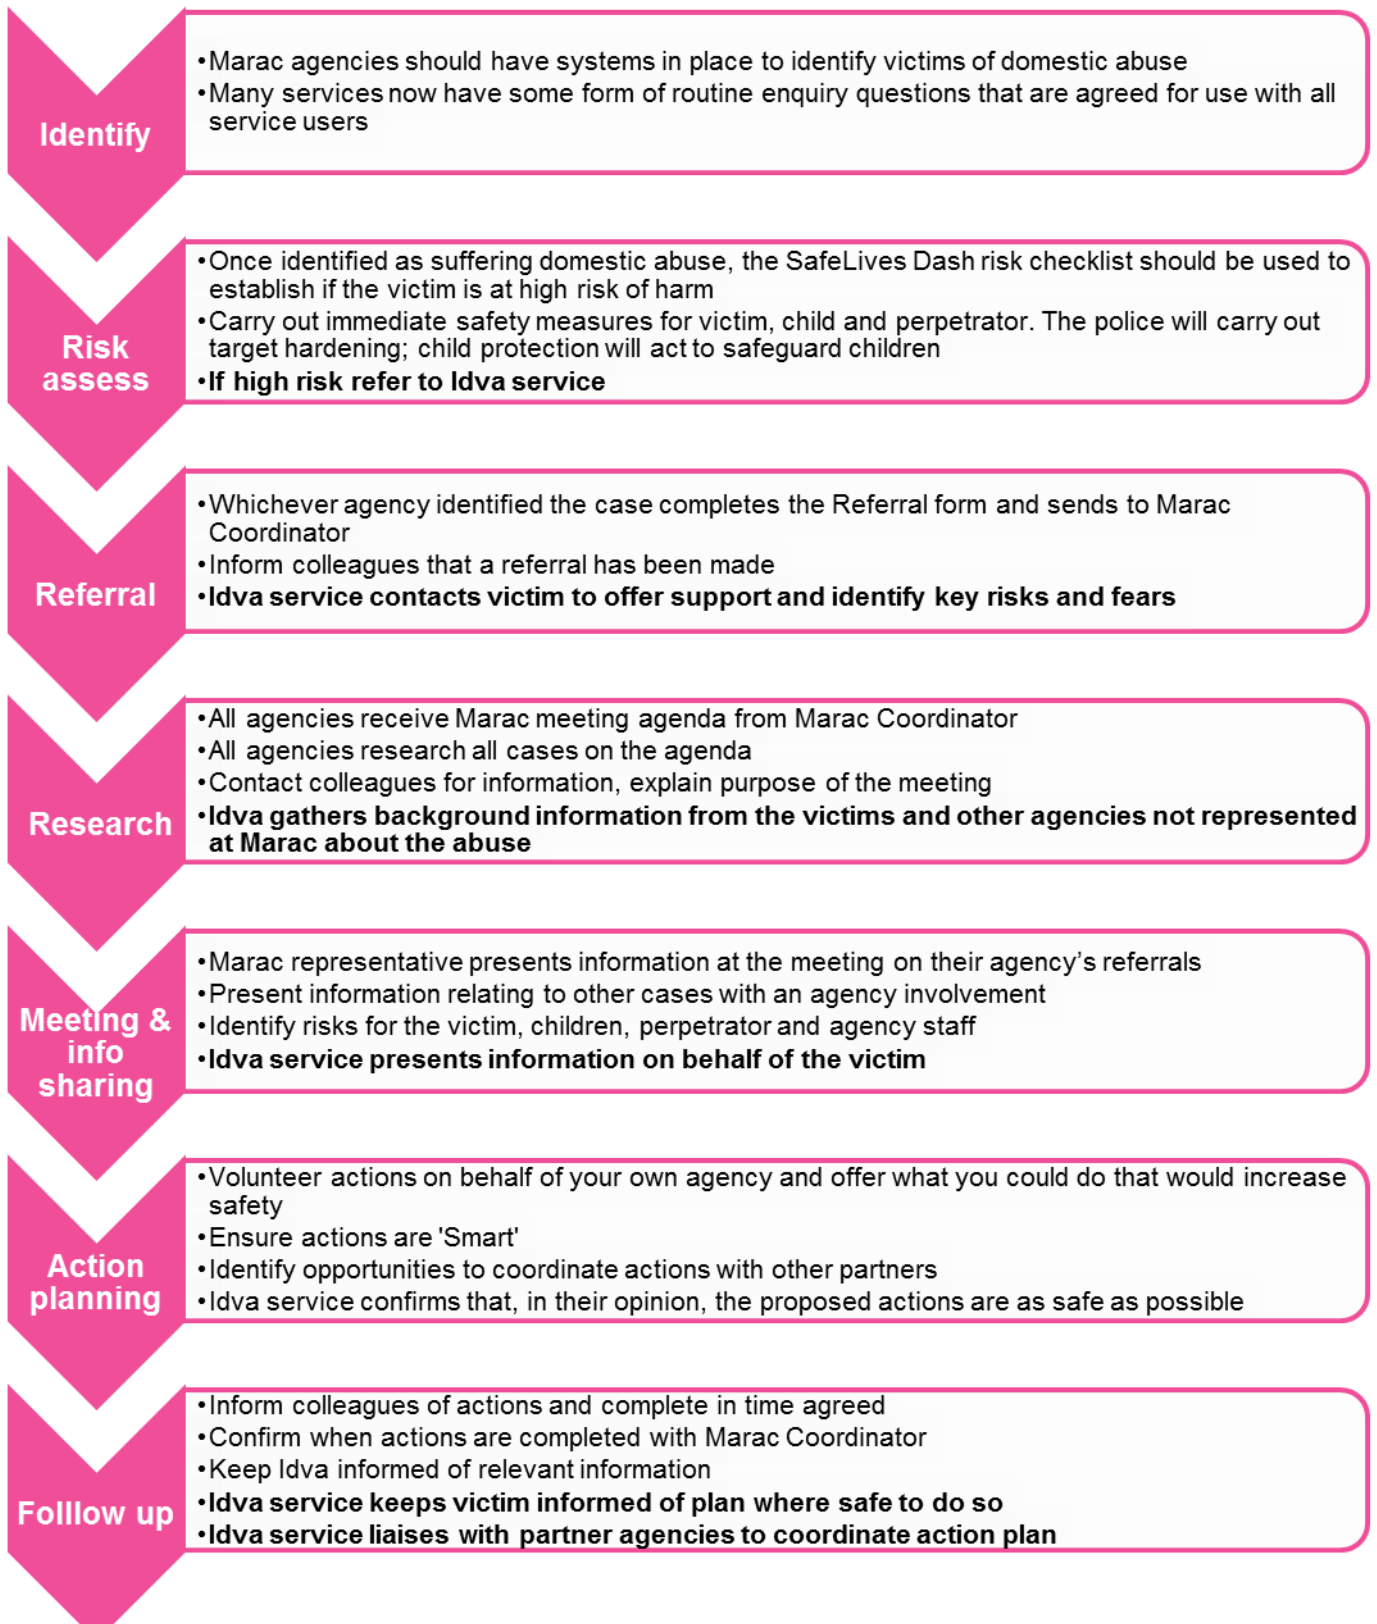 Identify
•Marac agencies should have systems in place to identify victims of domestic abuse
•Many services now have some form of routine enquiry questions that are agreed for use with all
service users
Risk
assess
•Once identified as suffering domestic abuse, the SafeLives Dash risk checklist should be used to
establish if the victim is at high risk of harm
•Carry out immediate safety measures for victim, child and perpetrator. The police will carry out
target hardening; child protection will act to safeguard children
•If high risk refer to Idva service
Referral
•Whichever agency identified the case completes the Referral form and sends to Marac
Coordinator
•Inform colleagues that a referral has been made
•Idva service contacts victim to offer support and identify key risks and fears
Research
•All agencies receive Marac meeting agenda from Marac Coordinator
•All agencies research all cases on the agenda
•Contact colleagues for information, explain purpose of the meeting
•Idva gathers background information from the victims and other agencies not represented
at Marac about the abuse
Meeting &
info
sharing
•Marac representative presents information at the meeting on their agency’s referrals
•Present information relating to other cases with an agency involvement
•Identify risks for the victim, children, perpetrator and agency staff
•Idva service presents information on behalf of the victim
Action
planning
•Volunteer actions on behalf of your own agency and offer what you could do that would increase
safety
•Ensure actions are 'Smart'
•Identify opportunities to coordinate actions with other partners
•Idva service confirms that, in their opinion, the proposed actions are as safe as possible
Folllow up
•Inform colleagues of actions and complete in time agreed
•Confirm when actions are completed with Marac Coordinator
•Keep Idva informed of relevant information
•Idva service keeps victim informed of plan where safe to do so
•Idva service liaises with partner agencies to coordinate action plan